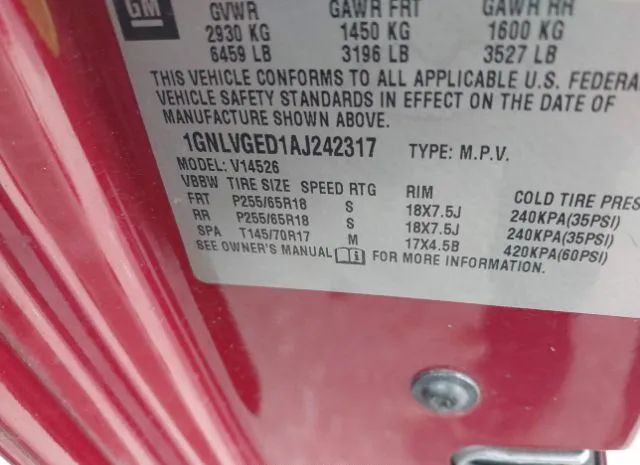 GM
GVWR GAWR FRT GAWR RR
2930 KG 1450 KG 1600 KG
6459 LB 3196 LB 3527 LB
THIS VEHICLE CONFORMS TO ALL APPLICABLE U.S. FEDERA
VEHICLE SAFETY STANDARDS IN EFFECT ON THE DATE OF
MANUFACTURE SHOWN ABOVE.
1GNLVGED1AJ242317 TYPE: M.P.V.
MODEL: V14526
VBBW TIRE SIZE SPEED RTG RIM COLD TIRE PRES
FRT P255/65R18 S 18X7.5J 240KPA(35PSI)
RR P255/65R18 S 18X7.5J 240KPA(35PSI)
SPA T145/70R17 M 17X4.5B 420KPA(60PSI)
SEE OWNER'S MANUAL FOR MORE INFORMATION.